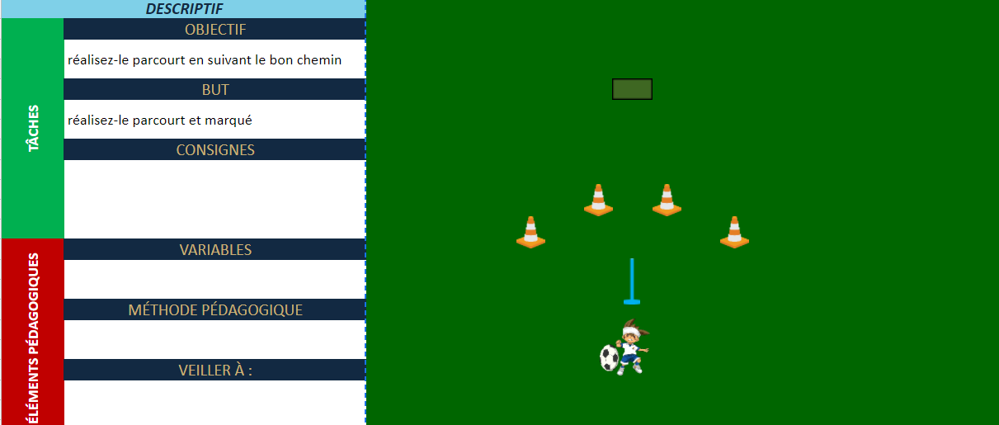 DESCRIPTIF
TÂCHES
OBJECTIF
réalisez-le parcourt en suivant le bon chemin
BUT
réalisez-le parcourt et marqué
CONSIGNES
ÉLÉMENTS PÉDAGOGIQUES
VARIABLES
MÉTHODE PÉDAGOGIQUE
VEILLER À :